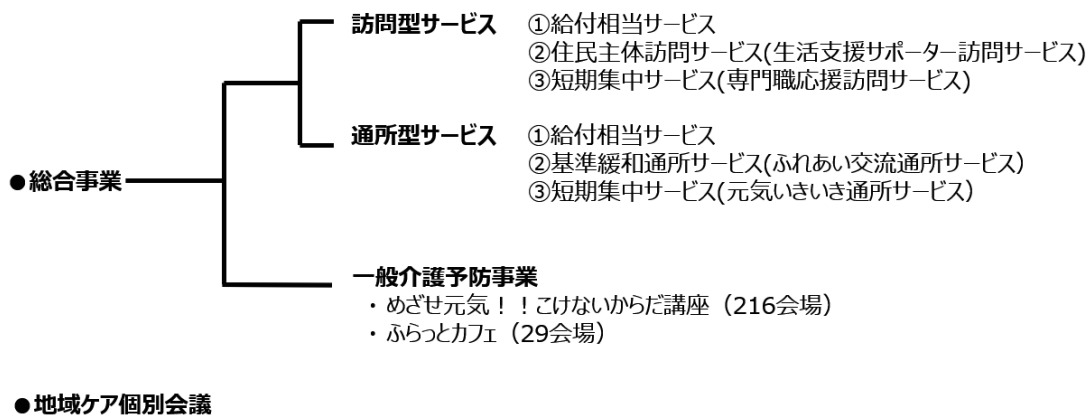 訪問型サービス ①給付相当サービス
②住民主体訪問サービス(生活支援サポーター訪問サービス)
③短期集中サービス(専門職応援訪問サービス)
通所型サービス ①給付相当サービス
②基準緩和通所サービス(ふれあい交流通所サービス)
③短期集中サービス(元気いきいき通所サービス)
●総合事業
一般介護予防事業
・めざせ元気！！こけないからだ講座（216会場）
・ふらっとカフェ（29会場）
●地域ケア個別会議